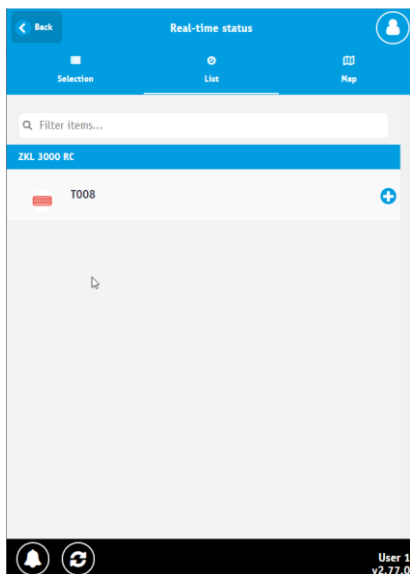 Back
Real-time status
Selection
List
Map
Filter items...
ZKL 3000 RC
T008
User 1
v2.77.0